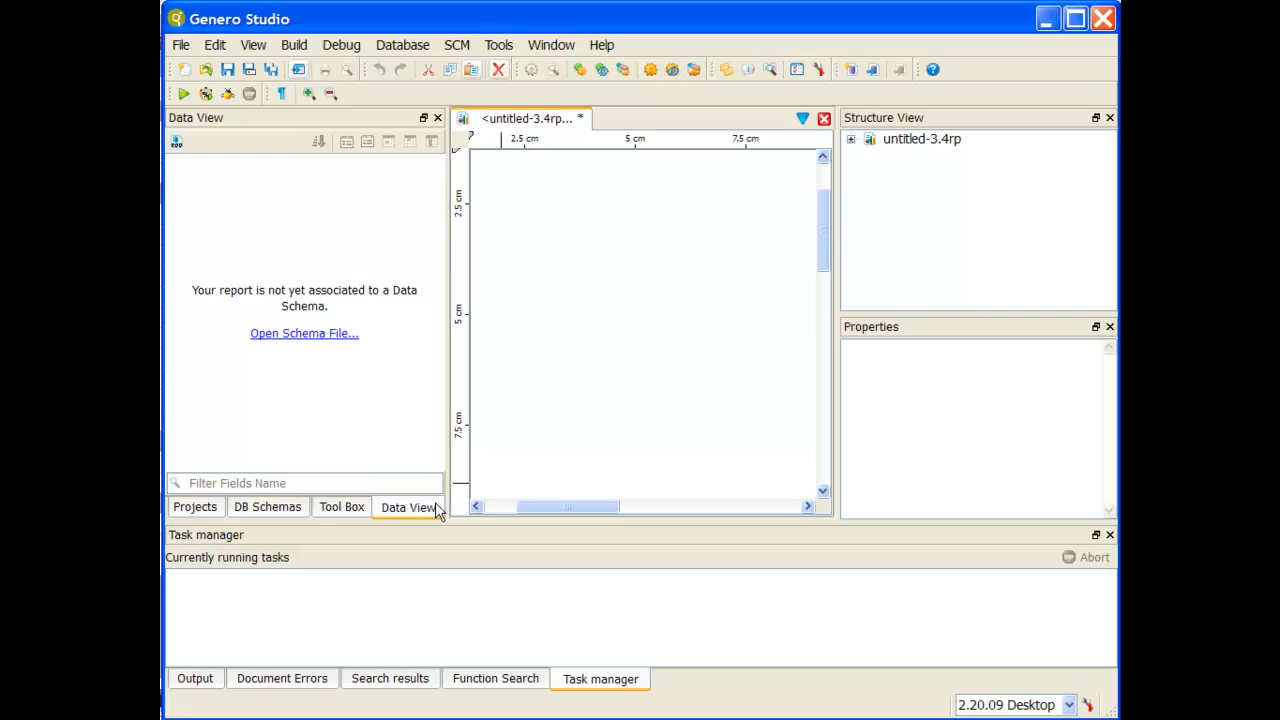 Genero Studio
File Edit View Build Debug Database SCM Tools Window Help
Data View
<untitled-3.4rp... *
Structure View
2.5 cm 5 cm 7.5 cm
untitled-3.4rp
2.5 cm
Your report is not yet associated to a Data
Schema.
Open Schema File...
5 cm
Properties
7.5 cm
Filter Fields Name
Projects DB Schemas Tool Box Data View
Task manager
Currently running tasks
Abort
Output Document Errors Search results Function Search Task manager
2.20.09 Desktop